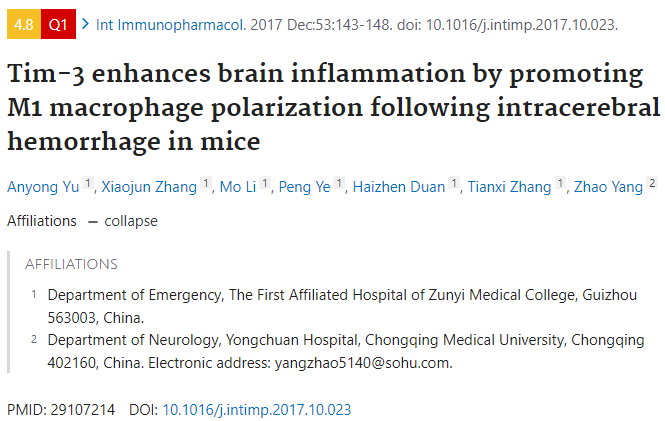 4.8 Q1 > Int Immunopharmacol. 2017 Dec:53:143-148. doi: 10.1016/j.intimp.2017.10.023.
Tim-3 enhances brain inflammation by promoting
M1 macrophage polarization following intracerebral
hemorrhage in mice
Anyong Yu 1, Xiaojun Zhang 1, Mo Li 1, Peng Ye 1, Haizhen Duan 1, Tianxi Zhang 1, Zhao Yang 2
Affiliations – collapse
AFFILIATIONS
1 Department of Emergency, The First Affiliated Hospital of Zunyi Medical College, Guizhou
563003, China.
2 Department of Neurology, Yongchuan Hospital, Chongqing Medical University, Chongqing
402160, China. Electronic address: yangzhao5140@sohu.com.
PMID: 29107214 DOI: 10.1016/j.intimp.2017.10.023